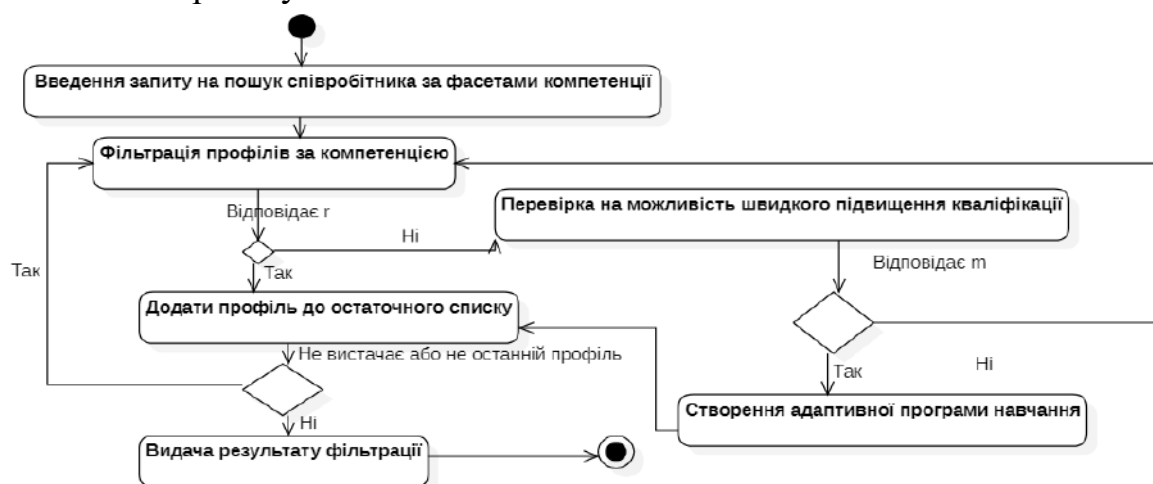 Введення запиту на пошук співробітника за фасетами компетенції
Фільтрація профілів за компетенцією
Відповідає r
Перевірка на можливість швидкого підвищення кваліфікації
Ні
Так
Так
Відповідає m
Додати профіль до остаточного списку
Не вистачає або не останній профіль
Так
Ні
Створення адаптивної програми навчання
Ні
Видача результату фільтрації